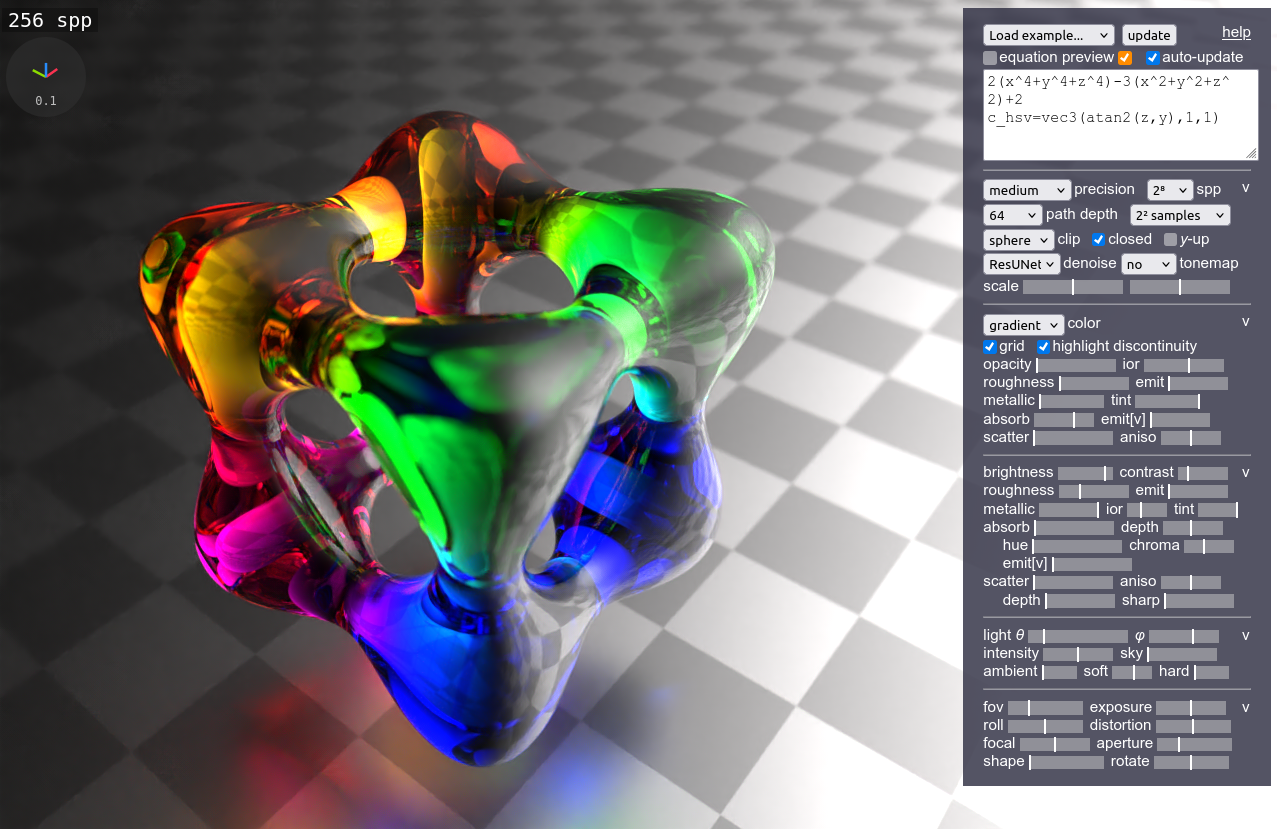 256 spp
0.1
Load example... update help
equation preview auto-update
2(x^4+y^4+z^4)-3(x^2+y^2+z^
2)+2
c_hsv=vec3(atan2(z,y),1,1)
medium precision 2⁸ spp v
64 path depth 2² samples
sphere clip closed y-up
ResUNet denoise no tonemap
scale
gradient color v
grid highlight discontinuity
opacity ior
roughness emit
metallic tint
absorb emit[v]
scatter aniso
brightness contrast v
roughness emit
metallic ior tint
absorb depth
hue chroma
emit[v]
scatter aniso
depth sharp
light θ φ v
intensity sky
ambient soft hard
fov exposure v
roll distortion
focal aperture
shape rotate